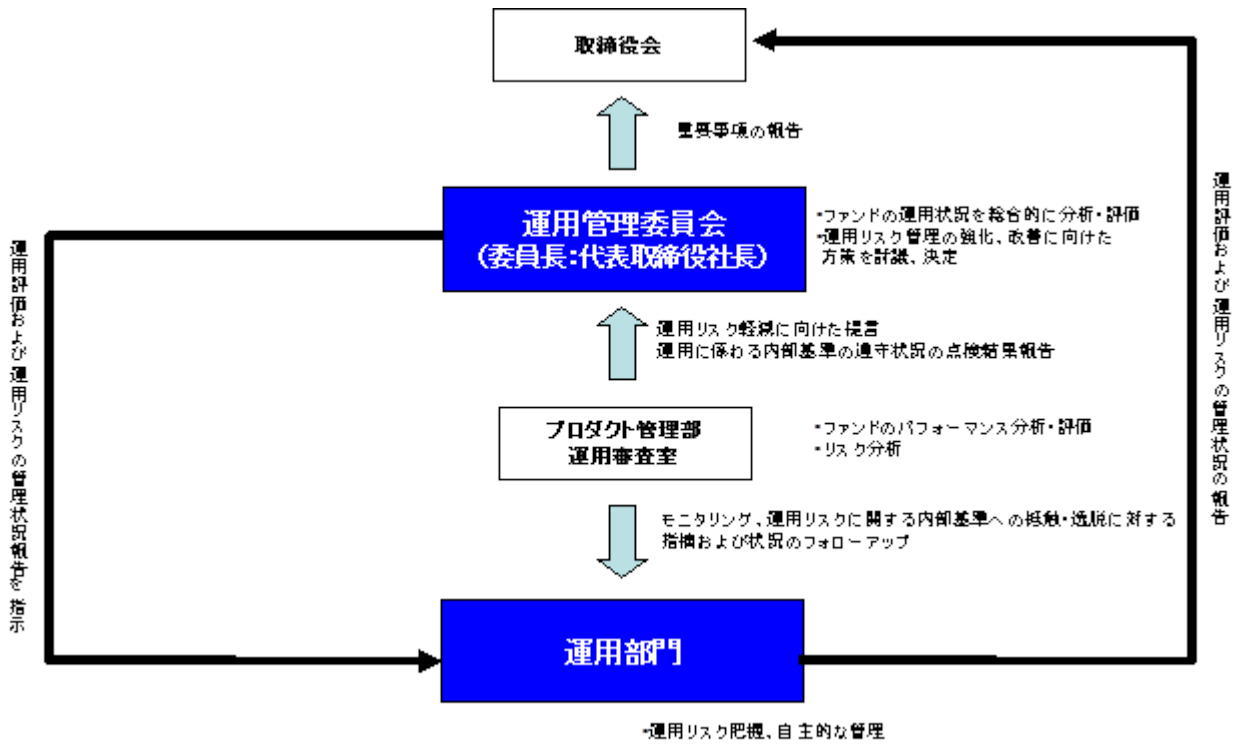 取締役会
重要事項の報告
運用管理委員会
（委員長：代表取締役社長）
・ファンドの運用状況を総合的に分析・評価
・運用リスク管理の強化、改善に向けた
方策を討議、決定
運用リスク軽減に向けた提言
運用に係わる内部基準の遵守状況の点検結果報告
プロダクト管理部
運用審査室
・ファンドのパフォーマンス分析・評価
・リスク分析
モニタリング、運用リスクに関する内部基準への抵触・逸脱に対する
指摘および状況のフォローアップ
運用部門
・運用リスク把握、自主的な管理
運用評価および運用リスクの管理状況報告を指示
運用評価および運用リスクの管理状況の報告